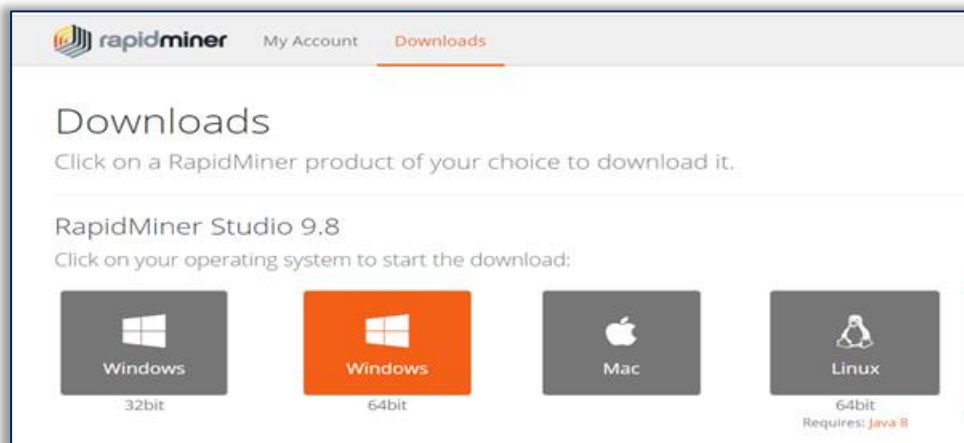 rapidminer My Account Downloads
Downloads
Click on a RapidMiner product of your choice to download it.
RapidMiner Studio 9.8
Click on your operating system to start the download:
Windows Windows Mac Linux
32bit 64bit 64bit
Requires: Java 8